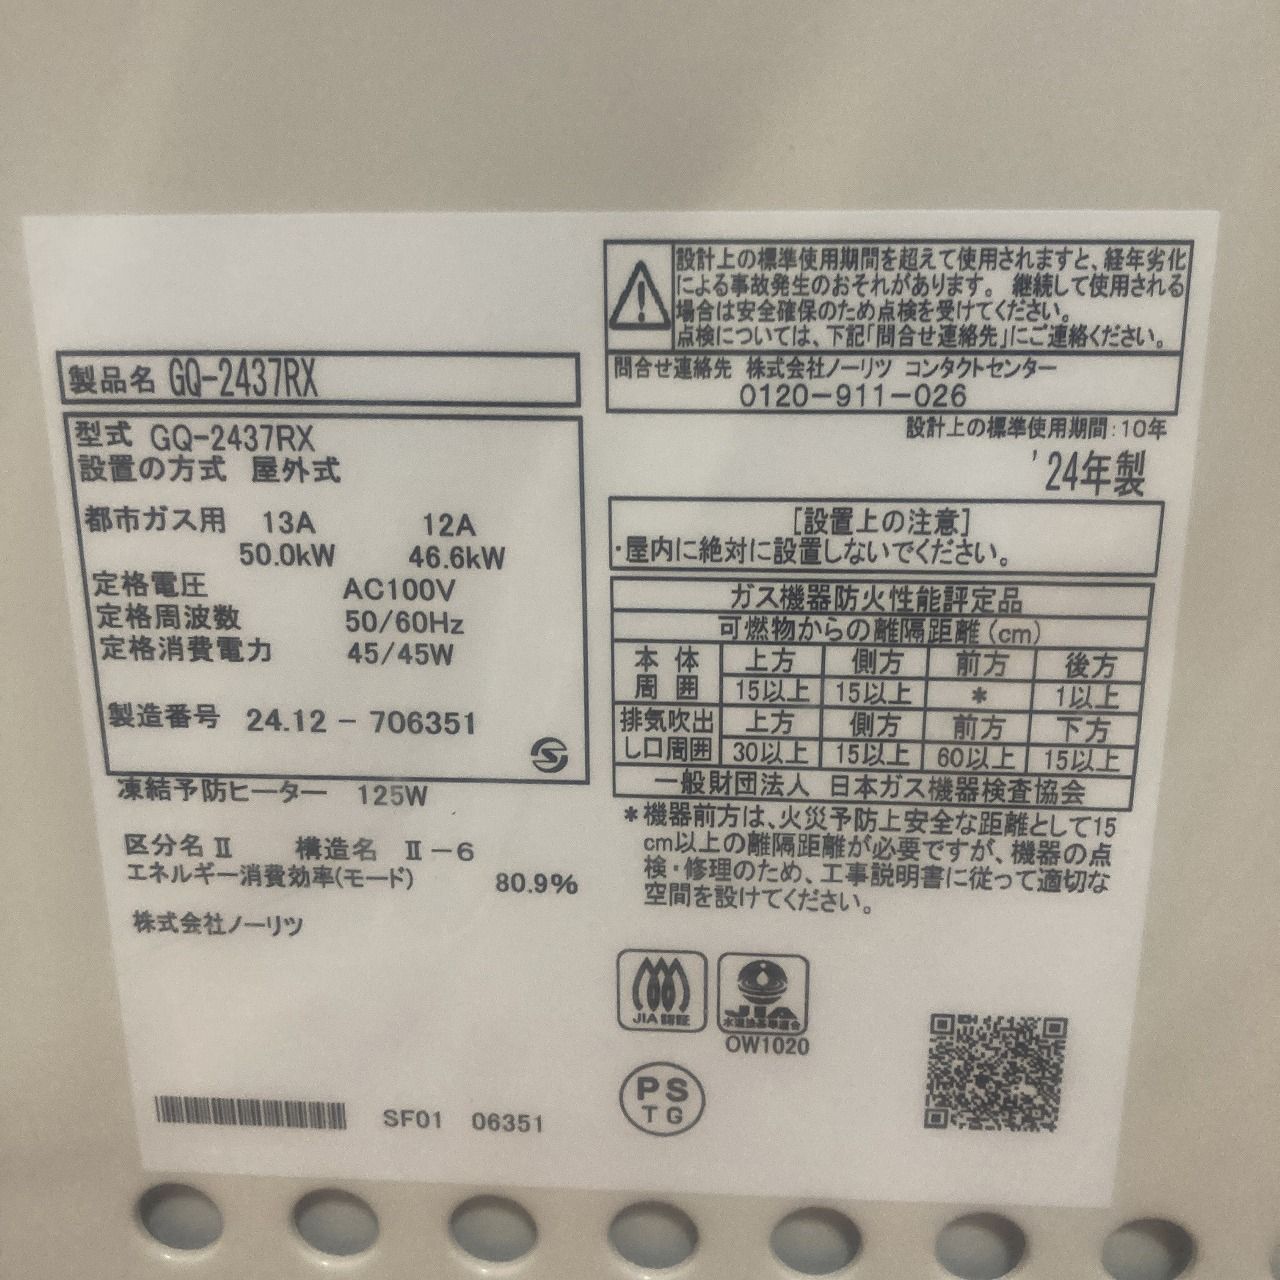 製品名 GQ-2437RX
型式 GQ-2437RX
設置の方式 屋外式
都市ガス用 13A 12A
50.0kW 46.6kW
定格電圧 AC100V
定格周波数 50/60Hz
定格消費電力 45/45W
製造番号 24.12 - 706351
凍結予防ヒーター 125W
区分名 Ⅱ 構造名 Ⅱ-6
エネルギー消費効率(モード) 80.9%
株式会社ノーリツ
SF01 06351
設計上の標準使用期間を超えて使用されますと、経年劣化
による事故発生のおそれがあります。 継続して使用される
場合は安全確保のため点検を受けてください。
点検については、下記「問合せ連絡先」にご連絡ください。
問合せ連絡先 株式会社ノーリツ コンタクトセンター
0120-911-026
設計上の標準使用期間:10年
'24年製
[設置上の注意]
・屋内に絶対に設置しないでください。
ガス機器防火性能評定品
可燃物からの離隔距離(cm)
本体 上方 側方 前方 後方
周囲 15以上 15以上 * 1以上
排気吹出 上方 側方 前方 下方
し口周囲 30以上 15以上 60以上 15以上
一般財団法人 日本ガス機器検査協会
*機器前方は、火災予防上安全な距離として15
cm以上の離隔距離が必要ですが、機器の点
検・修理のため、工事説明書に従って適切な
空間を設けてください。
JIA認証
JIA
水道法基準適合
OW1020
PS
TG